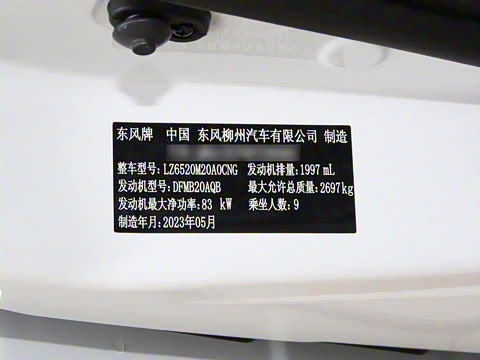 东风牌 中国 东风柳州汽车有限公司 制造
整车型号: LZ6520M20A0CNG 发动机排量: 1997 mL
发动机型号: DFMB20AQB 最大允许总质量: 2697kg
发动机最大净功率: 83 kW 乘坐人数: 9
制造年月: 2023年05月